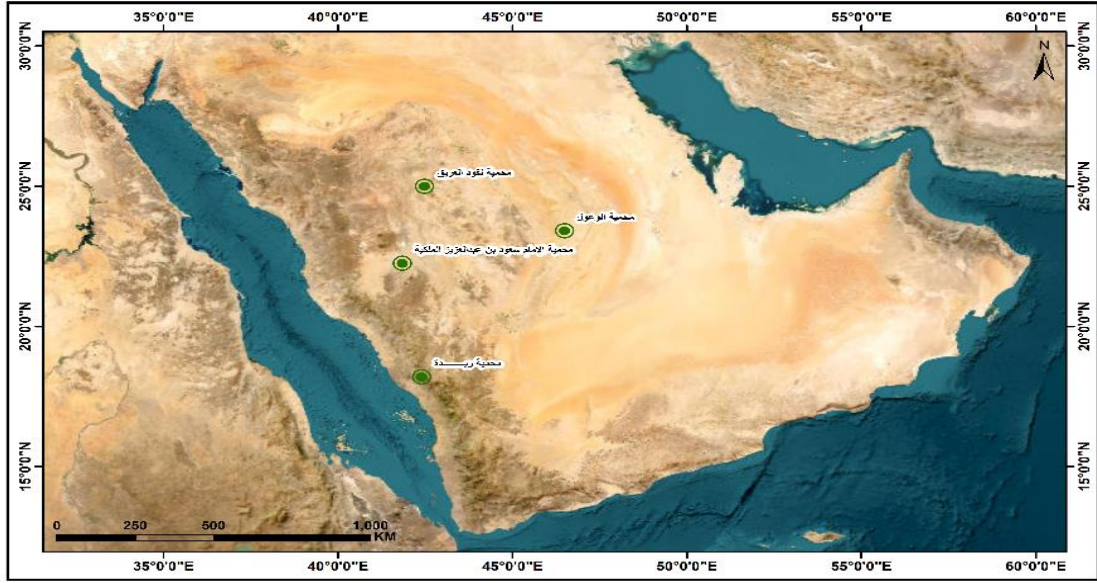 35°0'0"E 40°0'0"E 45°0'0"E 50°0'0"E 55°0'0"E 60°0'0"E
30°0'0"N 30°0'0"N
N
محمية نفود العريق
25°0'0"N 25°0'0"N
محمية الوعول
محمية الامام سعود بن عبدالعزيز الملكية
20°0'0"N 20°0'0"N
محمية ريـــــدة
15°0'0"N 15°0'0"N
0 250 500 1,000
KM
35°0'0"E 40°0'0"E 45°0'0"E 50°0'0"E 55°0'0"E 60°0'0"E